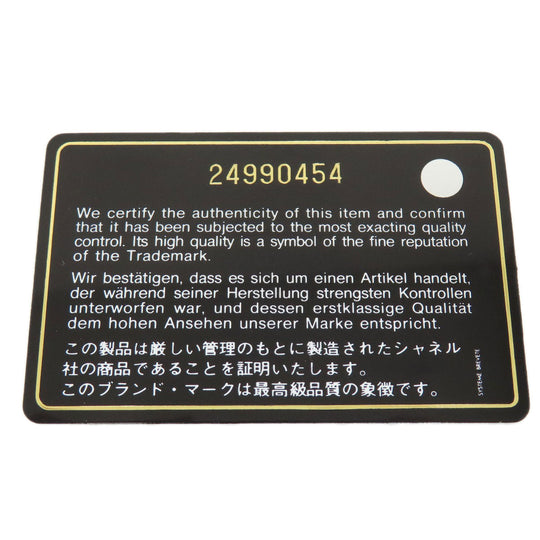 24990454
We certify the authenticity of this item and confirm
that it has been subjected to the most exacting quality
control. Its high quality is a symbol of the fine reputation
of the Trademark.
Wir bestätigen, dass es sich um einen Artikel handelt,
der während seiner Herstellung strengsten Kontrollen
unterworfen war, und dessen erstklassige Qualität
dem hohen Ansehen unserer Marke entspricht.
この製品は厳しい管理のもとに製造されたシャネル
社の商品であることを証明いたします。
このブランド・マークは最高級品質の象徴です。
SYSTEME BREVETE